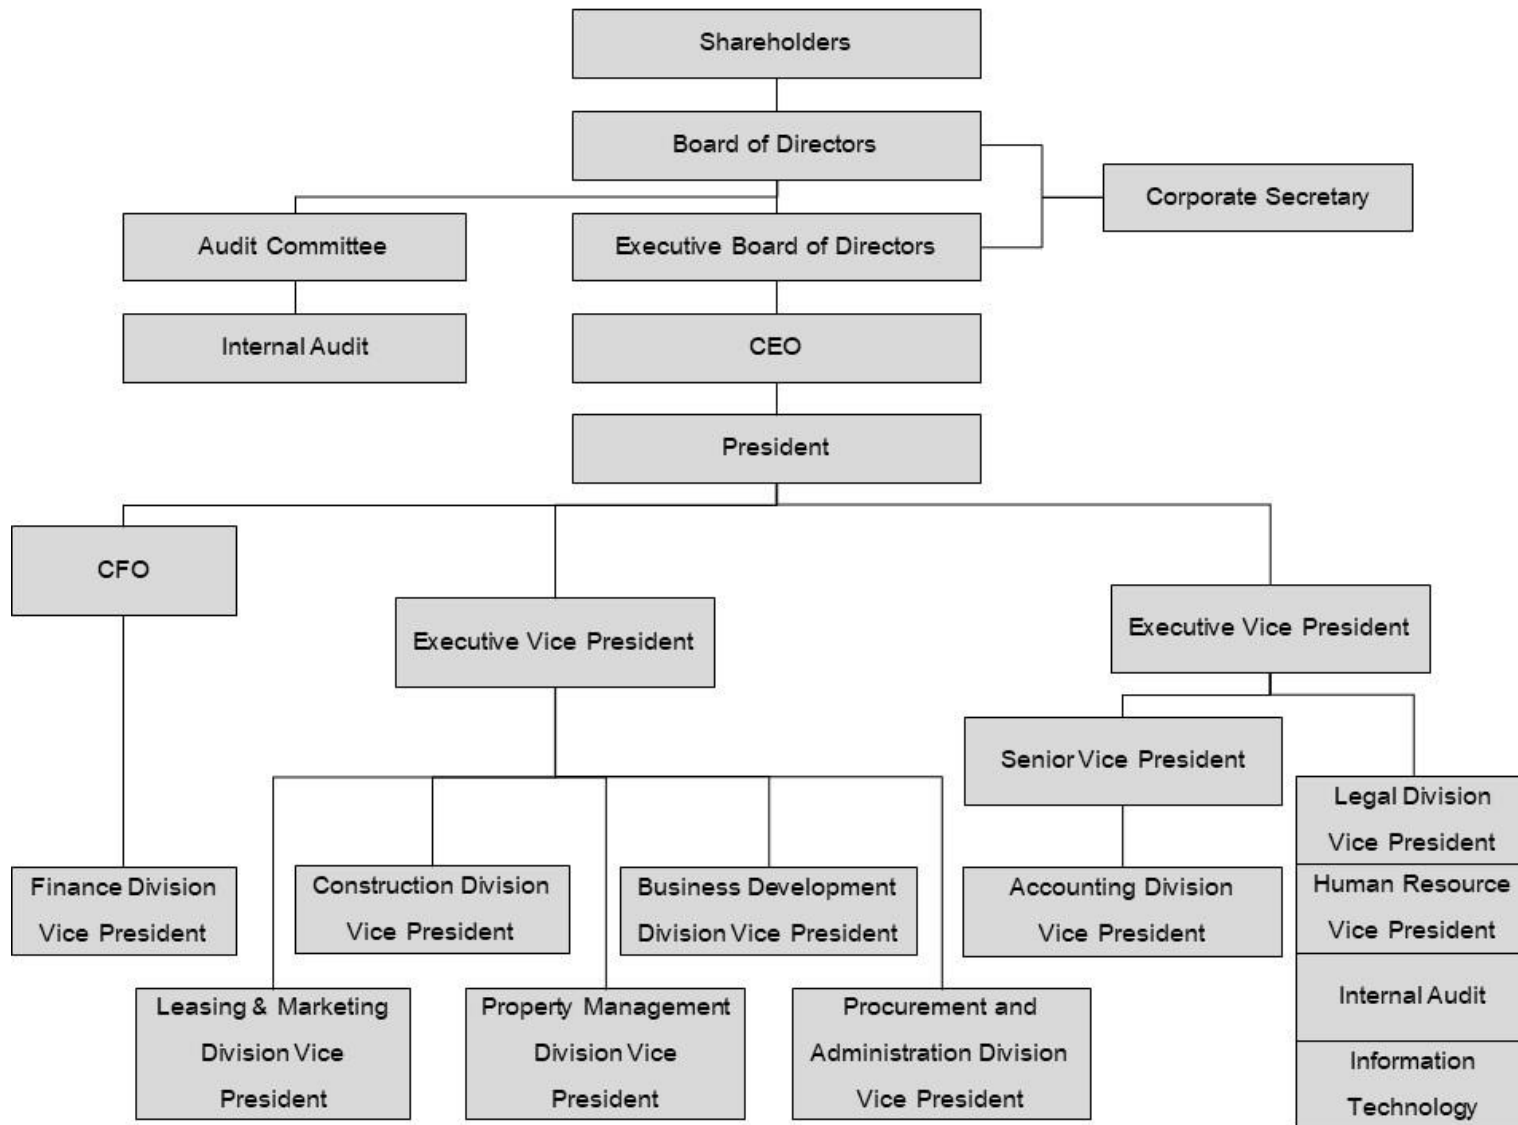 Shareholders
Board of Directors
Corporate Secretary
Audit Committee
Executive Board of Directors
Internal Audit
CEO
President
CFO
Executive Vice President
Executive Vice President
Senior Vice President
Legal Division
Vice President
Finance Division
Vice President
Construction Division
Vice President
Business Development
Division Vice President
Accounting Division
Vice President
Human Resource
Vice President
Leasing & Marketing
Division Vice
President
Property Management
Division Vice
President
Procurement and
Administration Division
Vice President
Internal Audit
Information
Technology